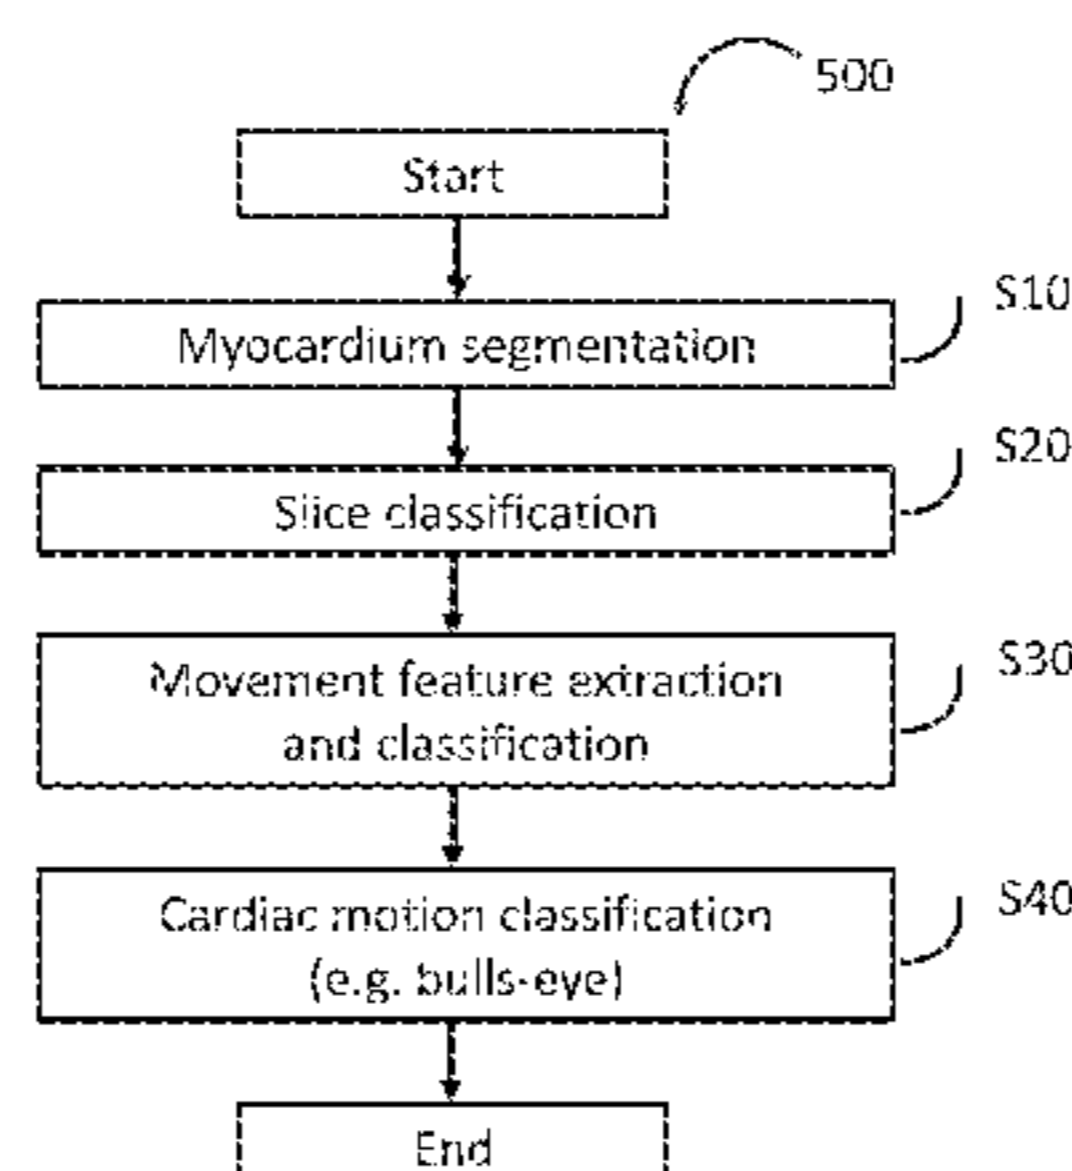 500
Start
S10
Myocardium segmentation
S20
Slice classification
S30
Movement feature extraction
and classification
S40
Cardiac motion classification
(e.g. bulls-eye)
End